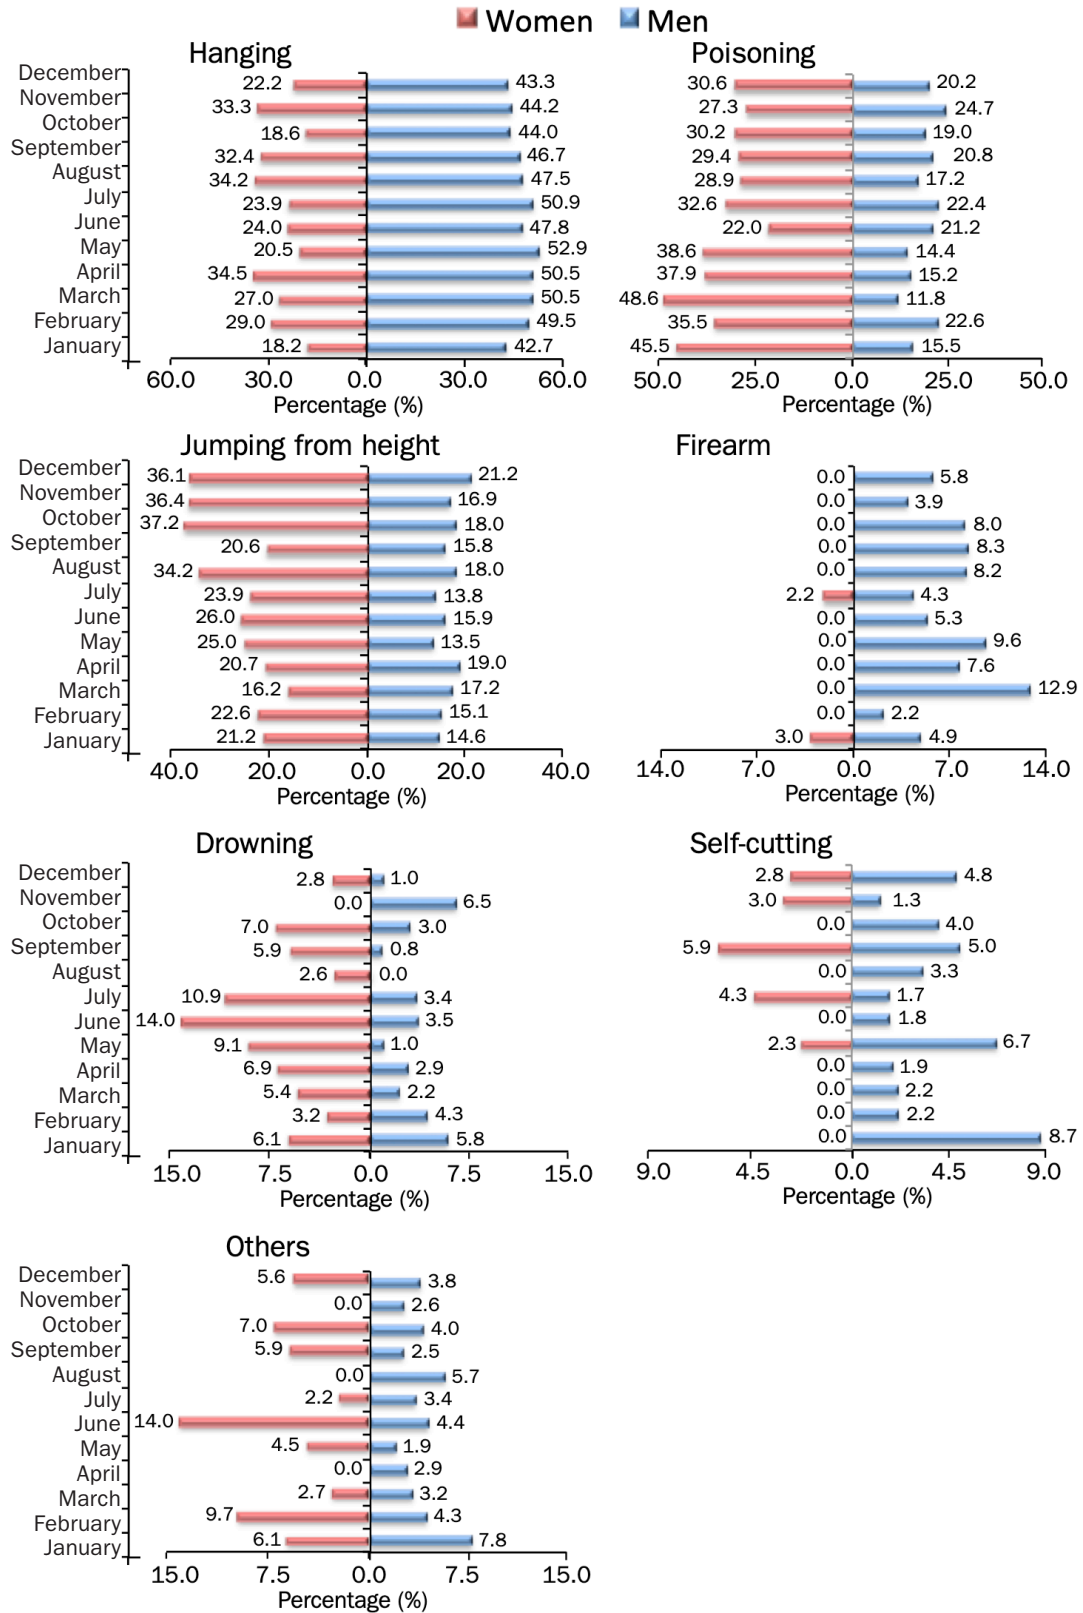 Women Men
Hanging
December 22.2 43.3
November 33.3 44.2
October 18.6 44.0
September 32.4 46.7
August 34.2 47.5
July 23.9 50.9
June 24.0 47.8
May 20.5 52.9
April 34.5 50.5
March 27.0 50.5
February 29.0 49.5
January 18.2 42.7
60.0 30.0 0.0 30.0 60.0
Percentage (%)
Poisoning
30.6 20.2
27.3 24.7
30.2 19.0
29.4 20.8
28.9 17.2
32.6 22.4
22.0 21.2
38.6 14.4
37.9 15.2
48.6 11.8
35.5 22.6
45.5 15.5
50.0 25.0 0.0 25.0 50.0
Percentage (%)
Jumping from height
December 36.1 21.2
November 36.4 16.9
October 37.2 18.0
September 20.6 15.8
August 34.2 18.0
July 23.9 13.8
June 26.0 15.9
May 25.0 13.5
April 20.7 19.0
March 16.2 17.2
February 22.6 15.1
January 21.2 14.6
40.0 20.0 0.0 20.0 40.0
Percentage (%)
Firearm
0.0 5.8
0.0 3.9
0.0 8.0
0.0 8.3
0.0 8.2
2.2 4.3
0.0 5.3
0.0 9.6
0.0 7.6
0.0 12.9
0.0 2.2
3.0 4.9
14.0 7.0 0.0 7.0 14.0
Percentage (%)
Drowning
December 2.8 1.0
November 0.0 6.5
October 7.0 3.0
September 5.9 0.8
August 2.6 0.0
July 10.9 3.4
June 14.0 3.5
May 9.1 1.0
April 6.9 2.9
March 5.4 2.2
February 3.2 4.3
January 6.1 5.8
15.0 7.5 0.0 7.5 15.0
Percentage (%)
Self-cutting
2.8 4.8
3.0 1.3
0.0 4.0
5.9 5.0
0.0 3.3
4.3 1.7
0.0 1.8
2.3 6.7
0.0 1.9
0.0 2.2
0.0 2.2
0.0 8.7
9.0 4.5 0.0 4.5 9.0
Percentage (%)
Others
December 5.6 3.8
November 0.0 2.6
October 7.0 4.0
September 5.9 2.5
August 0.0 5.7
July 2.2 3.4
June 14.0 4.4
May 4.5 1.9
April 0.0 2.9
March 2.7 3.2
February 9.7 4.3
January 6.1 7.8
15.0 7.5 0.0 7.5 15.0
Percentage (%)